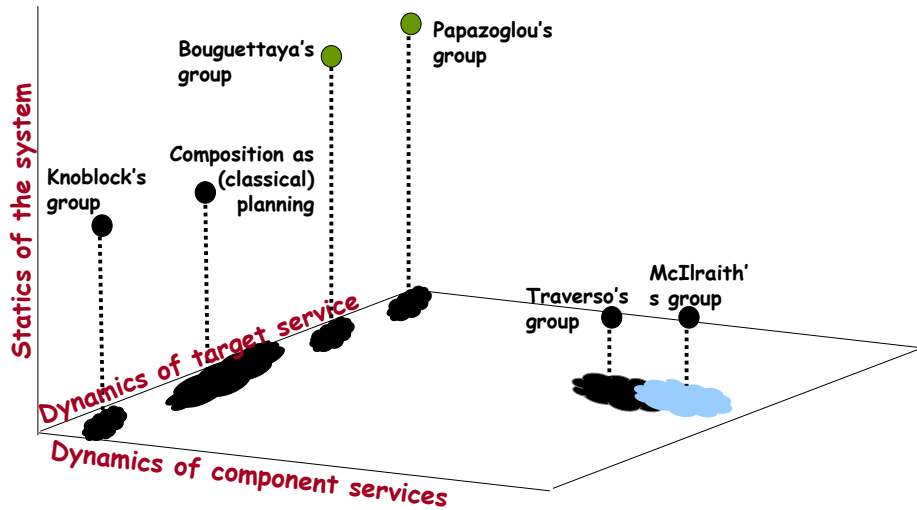 Papazoglou's
group
Bouguettaya's
group
Composition as
(classical)
planning
Knoblock's
group
McIlraith'
s group
Traverso's
group
Statics of the system
Dynamics of target service
Dynamics of component services